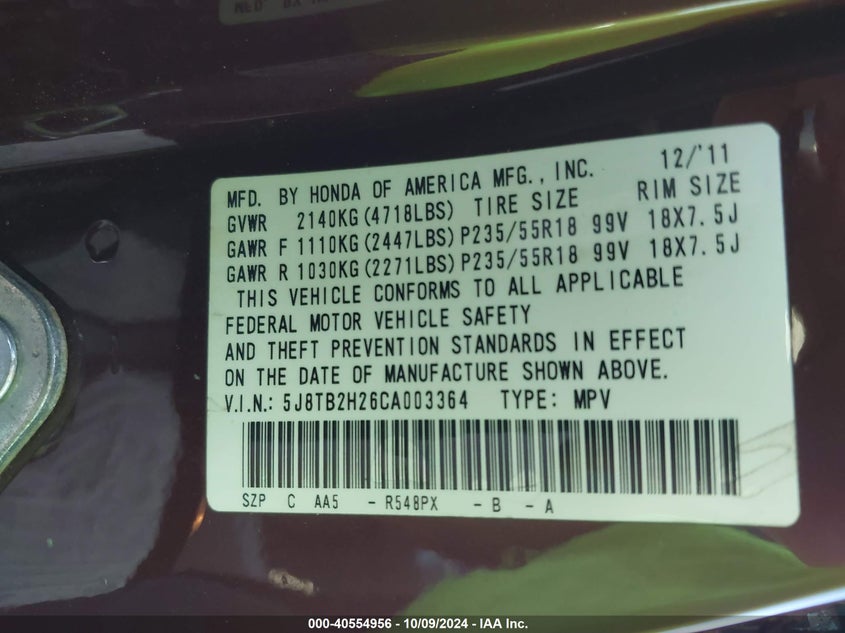 MFD. BY HONDA OF AMERICA MFG., INC. 12/'11
GVWR 2140KG(4718LBS) TIRE SIZE RIM SIZE
GAWR F 1110KG(2447LBS)P235/55R18 99V 18X7.5J
GAWR R 1030KG(2271LBS)P235/55R18 99V 18X7.5J
THIS VEHICLE CONFORMS TO ALL APPLICABLE
FEDERAL MOTOR VEHICLE SAFETY
AND THEFT PREVENTION STANDARDS IN EFFECT
ON THE DATE OF MANUFACTURE SHOWN ABOVE.
V.I.N.: 5J8TB2H26CA003364 TYPE: MPV
SZP C AA5 - R548PX - B - A
000-40554956 - 10/09/2024 - IAA Inc.